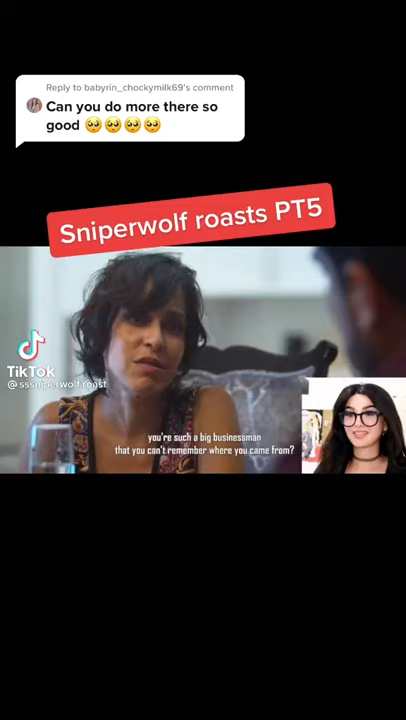 Reply to babyrin_chockymilk69's comment
Can you do more there so
good 🥺🥺🥺🥺
Sniperwolf roasts PT5
TikTok
@sssniperwolf.roast
you're such a big businessman
that you can't remember where you came from?